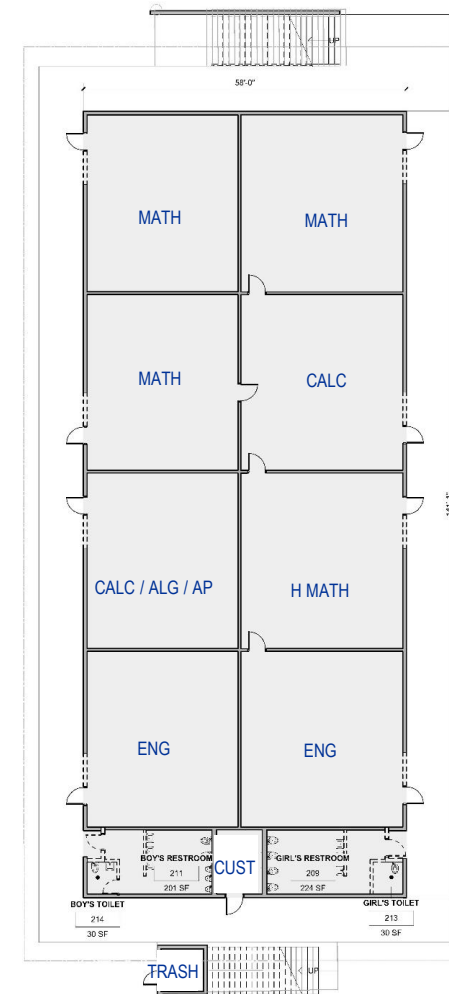 UP
58'-0"
MATH
MATH
MATH
CALC
CALC / ALG / AP
H MATH
ENG
ENG
BOY'S RESTROOM
211
201 SF
CUST
GIRL'S RESTROOM
209
224 SF
BOY'S TOILET
214
30 SF
GIRL'S TOILET
213
30 SF
TRASH
UP